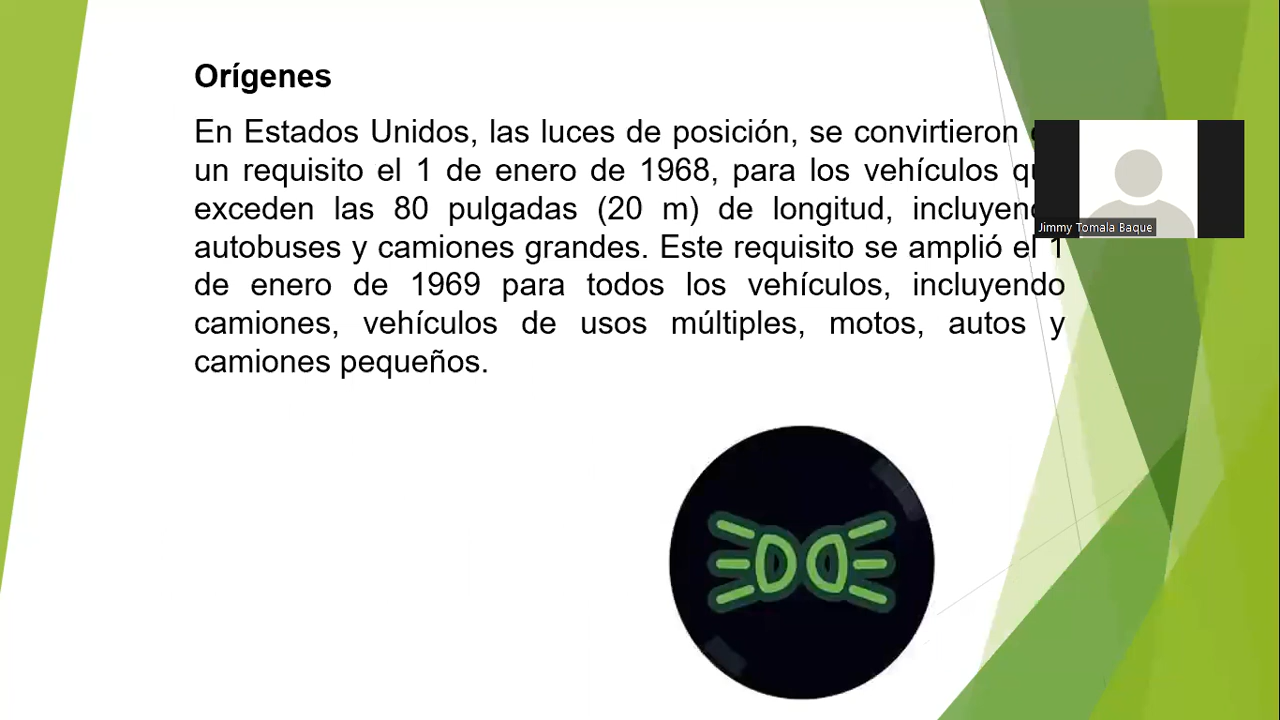 Orígenes
En Estados Unidos, las luces de posición, se convirtieron
un requisito el 1 de enero de 1968, para los vehículos
exceden las 80 pulgadas (20 m) de longitud,
autobuses y camiones grandes. Este requisito se amplió el 1
de enero de 1969 para todos los vehículos, incluyendo
camiones, vehículos de usos múltiples, motos, autos y
camiones pequeños.
Jimmy Tomala Baque